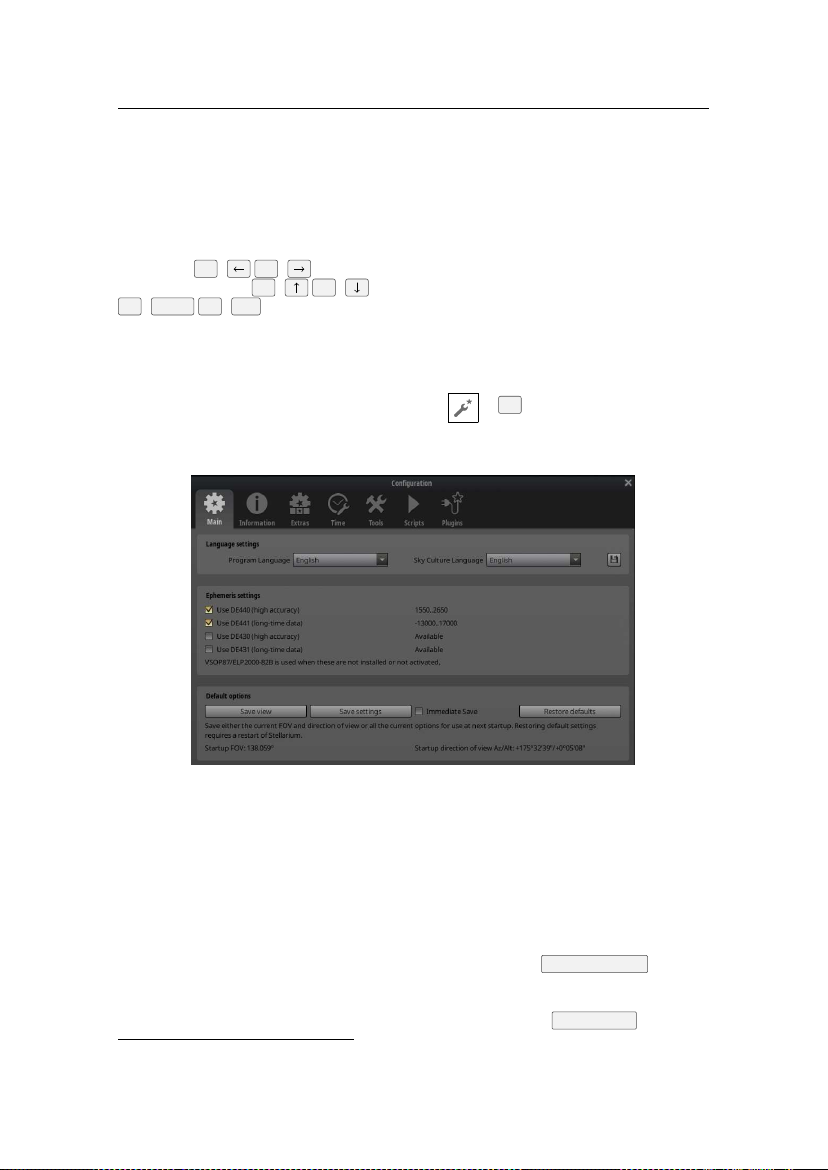 ←
→
↑
↓
Configuration
Main Information Extras Time Tools Scripts Plugins
Language settings
Program Language English Sky Culture Language English
Ephemeris settings
Use DE440 (high accuracy) 1550..2650
Use DE441 (long-time data) -13000..17000
Use DE430 (high accuracy) Available
Use DE431 (long-time data) Available
VSOP87/ELP2000-82B is used when these are not installed or not activated.
Default options
Save view Save settings Immediate Save Restore defaults
Save either the current FOV and direction of view or all the current options for use at next startup. Restoring default settings
requires a restart of Stellarium.
Startup FOV: 138.059° Startup direction of view Az/Alt: +175°32'39"/+0°05'08"